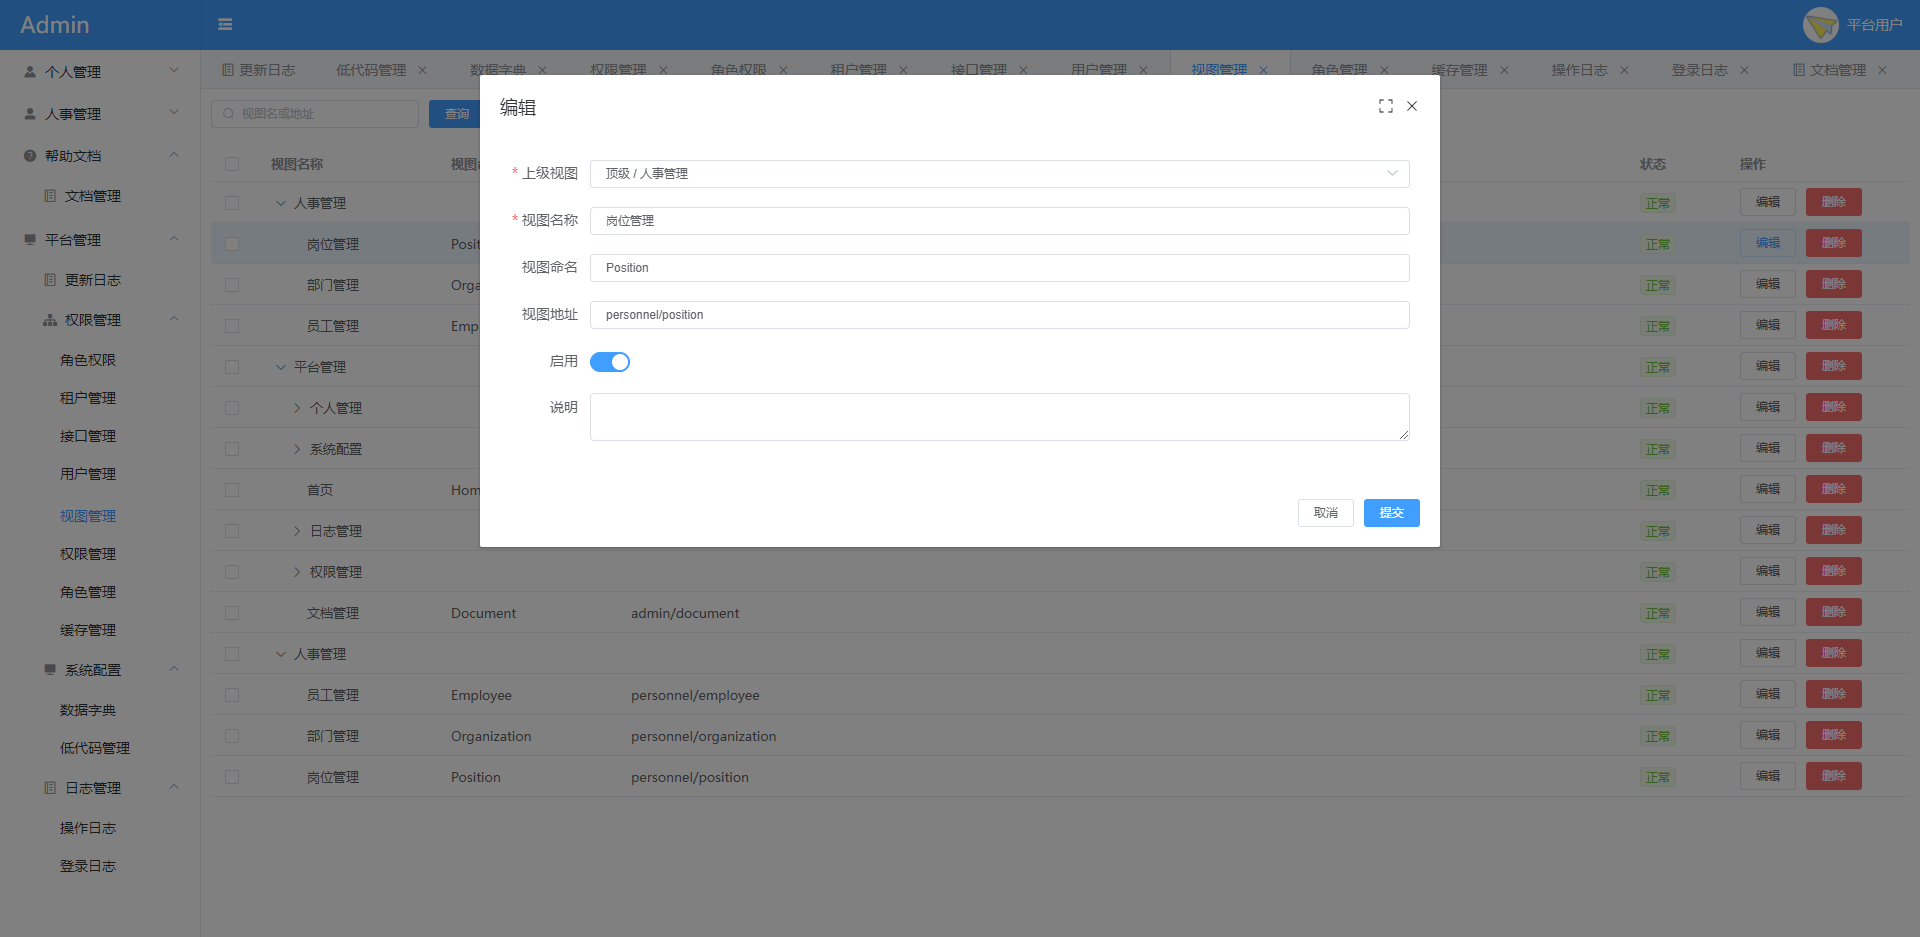 Admin
平台用户
个人管理
人事管理
帮助文档
文档管理
平台管理
更新日志
权限管理
角色权限
租户管理
接口管理
用户管理
视图管理
权限管理
角色管理
缓存管理
系统配置
数据字典
低代码管理
日志管理
操作日志
登录日志
更新日志 低代码管理 数据字典 权限管理 角色权限 租户管理 接口管理 用户管理 视图管理 角色管理 缓存管理 操作日志 登录日志 文档管理
视图名或地址 查询
视图名称 状态 操作
人事管理 正常 编辑 删除
岗位管理 正常 编辑 删除
部门管理 正常 编辑 删除
员工管理 正常 编辑 删除
平台管理 正常 编辑 删除
个人管理 正常 编辑 删除
系统配置 正常 编辑 删除
首页 正常 编辑 删除
日志管理 正常 编辑 删除
权限管理 正常 编辑 删除
文档管理 Document admin/document 正常 编辑 删除
人事管理 正常 编辑 删除
员工管理 Employee personnel/employee 正常 编辑 删除
部门管理 Organization personnel/organization 正常 编辑 删除
岗位管理 Position personnel/position 正常 编辑 删除
编辑
* 上级视图 顶级 / 人事管理
* 视图名称 岗位管理
视图命名 Position
视图地址 personnel/position
启用
说明
取消 提交